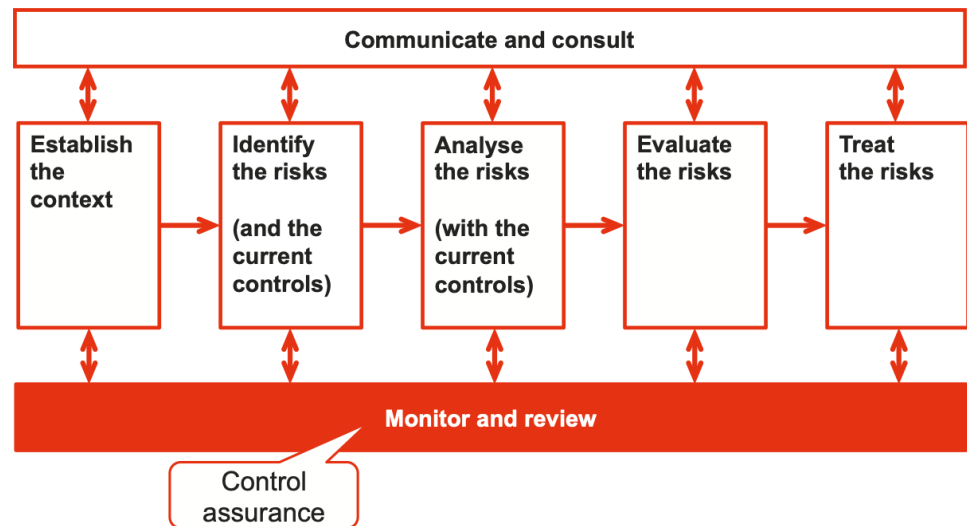 Communicate and consult
Establish
the
context
Identify
the risks
(and the
current
controls)
Analyse
the risks
(with the
current
controls)
Evaluate
the risks
Treat
the risks
Monitor and review
Control
assurance